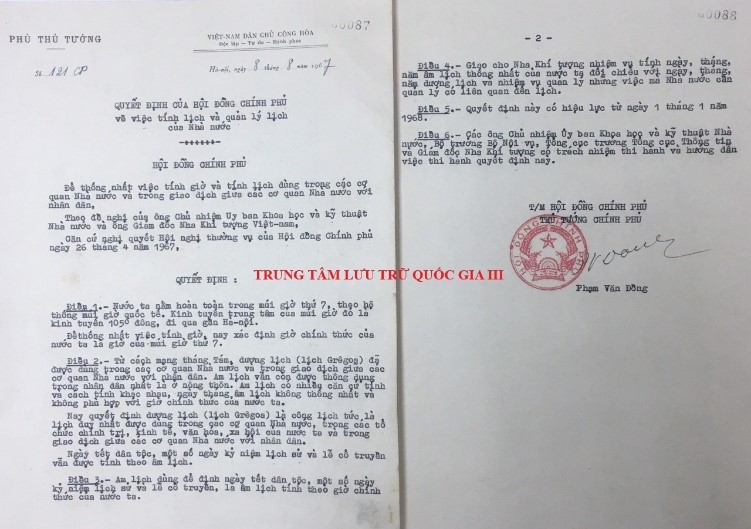 00087
PHỦ THỦ TƯỚNG
VIỆT-NAM DÂN CHỦ CỘNG HÒA
Độc lập - Tự do - Hạnh phúc
Số 121 CP
Hà-nội, ngày 8 tháng 8 năm 1967
QUYẾT ĐỊNH CỦA HỘI ĐỒNG CHÍNH PHỦ
về việc tính lịch và quản lý lịch
của Nhà nước
HỘI ĐỒNG CHÍNH PHỦ
Để thống nhất việc tính giờ và tính lịch dùng trong các cơ
quan Nhà nước và trong giao dịch giữa các cơ quan Nhà nước với
nhân dân,
Theo đề nghị của ông Chủ nhiệm Ủy ban Khoa học và kỹ thuật
Nhà nước và ông Giám đốc Nha Khí tượng Việt-nam,
Căn cứ nghị quyết Hội nghị thường vụ của Hội đồng Chính phủ
ngày 26 tháng 4 năm 1967,
QUYẾT ĐỊNH :
Điều 1.- Nước ta nằm hoàn toàn trong múi giờ thứ 7, theo hệ
thống múi giờ quốc tế. Kinh tuyến trung tâm của múi giờ đó là
kinh tuyến 105º đông, đi qua gần Hà-nội.
Để thống nhất việc tính giờ, nay xác định giờ chính thức của
nước ta là giờ của múi giờ thứ 7.
Điều 2.- Từ cách mạng tháng Tám, dương lịch (lịch Grêgoa) đã
được dùng trong các cơ quan Nhà nước và trong giao dịch giữa các
cơ quan Nhà nước với nhân dân. Âm lịch vẫn còn được thông dụng
trong nhân dân nhất là ở nông thôn. Âm lịch có nhiều căn cứ tính
và cách tính khác nhau, ngày tháng âm lịch không thống nhất và
không phù hợp với giờ chính thức của nước ta.
Nay quyết định dương lịch (lịch Grêgoa) là công lịch tức là
lịch duy nhất được dùng trong các cơ quan Nhà nước, trong các tổ
chức chính trị, kinh tế, văn hóa, xã hội của nước ta và trong
giao dịch giữa các cơ quan Nhà nước với nhân dân.
Ngày tết dân tộc, một số ngày kỷ niệm lịch sử và lễ cổ truyền
vẫn được tính theo âm lịch.
Điều 3.- Âm lịch dùng để định ngày tết dân tộc, một số ngày
kỷ niệm lịch sử và lễ cổ truyền, là âm lịch tính theo giờ chính
thức của nước ta.
00088
- 2 -
Điều 4.- Giao cho Nha Khí tượng nhiệm vụ tính ngày, tháng,
năm âm lịch thống nhất của nước ta đối chiếu với ngày, tháng,
năm dương lịch và nhiệm vụ quản lý những việc mà Nhà nước cần
quản lý có liên quan đến lịch.
Điều 5.- Quyết định này có hiệu lực từ ngày 1 tháng 1 năm
1968.
Điều 6.- Các ông Chủ nhiệm Ủy ban Khoa học và kỹ thuật Nhà
nước, Bộ trưởng Bộ Nội vụ, Tổng cục trưởng Tổng cục Thông tin
và Giám đốc Nha Khí tượng có trách nhiệm thi hành và hướng dẫn
việc thi hành quyết định này.
T/M HỘI ĐỒNG CHÍNH PHỦ
THỦ TƯỚNG CHÍNH PHỦ
HỘI ĐỒNG CHÍNH PHỦ
Phạm Văn Đồng
TRUNG TÂM LƯU TRỮ QUỐC GIA III